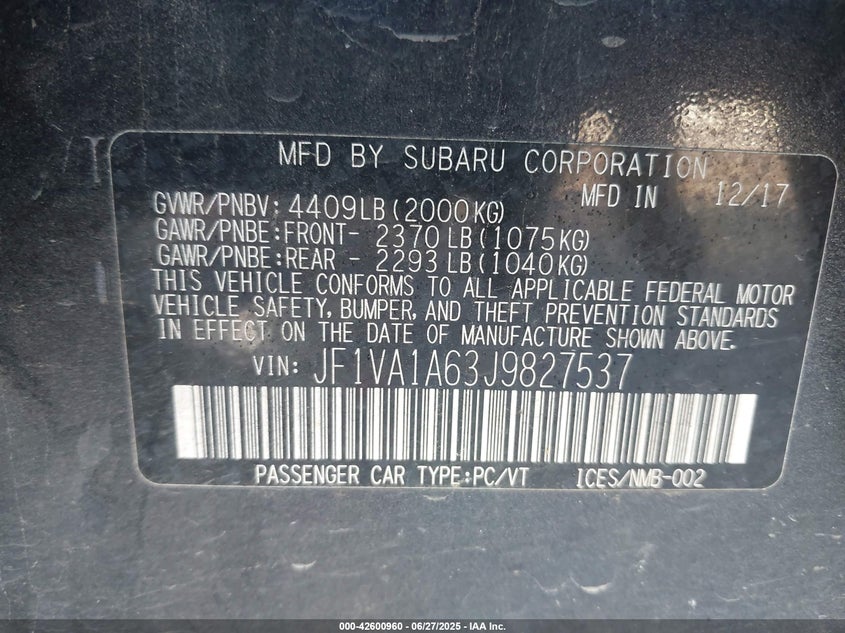 MFD BY SUBARU CORPORATION
MFD IN 12/17
GVWR/PNBV: 4409LB(2000KG)
GAWR/PNBE:FRONT- 2370 LB(1075KG)
GAWR/PNBE:REAR - 2293 LB(1040KG)
THIS VEHICLE CONFORMS TO ALL APPLICABLE FEDERAL MOTOR
VEHICLE SAFETY, BUMPER, AND THEFT PREVENTION STANDARDS
IN EFFECT ON THE DATE OF MANUFACTURE SHOWN ABOVE.
VIN: JF1VA1A63J9827537
PASSENGER CAR TYPE:PC/VT ICES/NMB-002
000-42600960 - 06/27/2025 - IAA Inc.